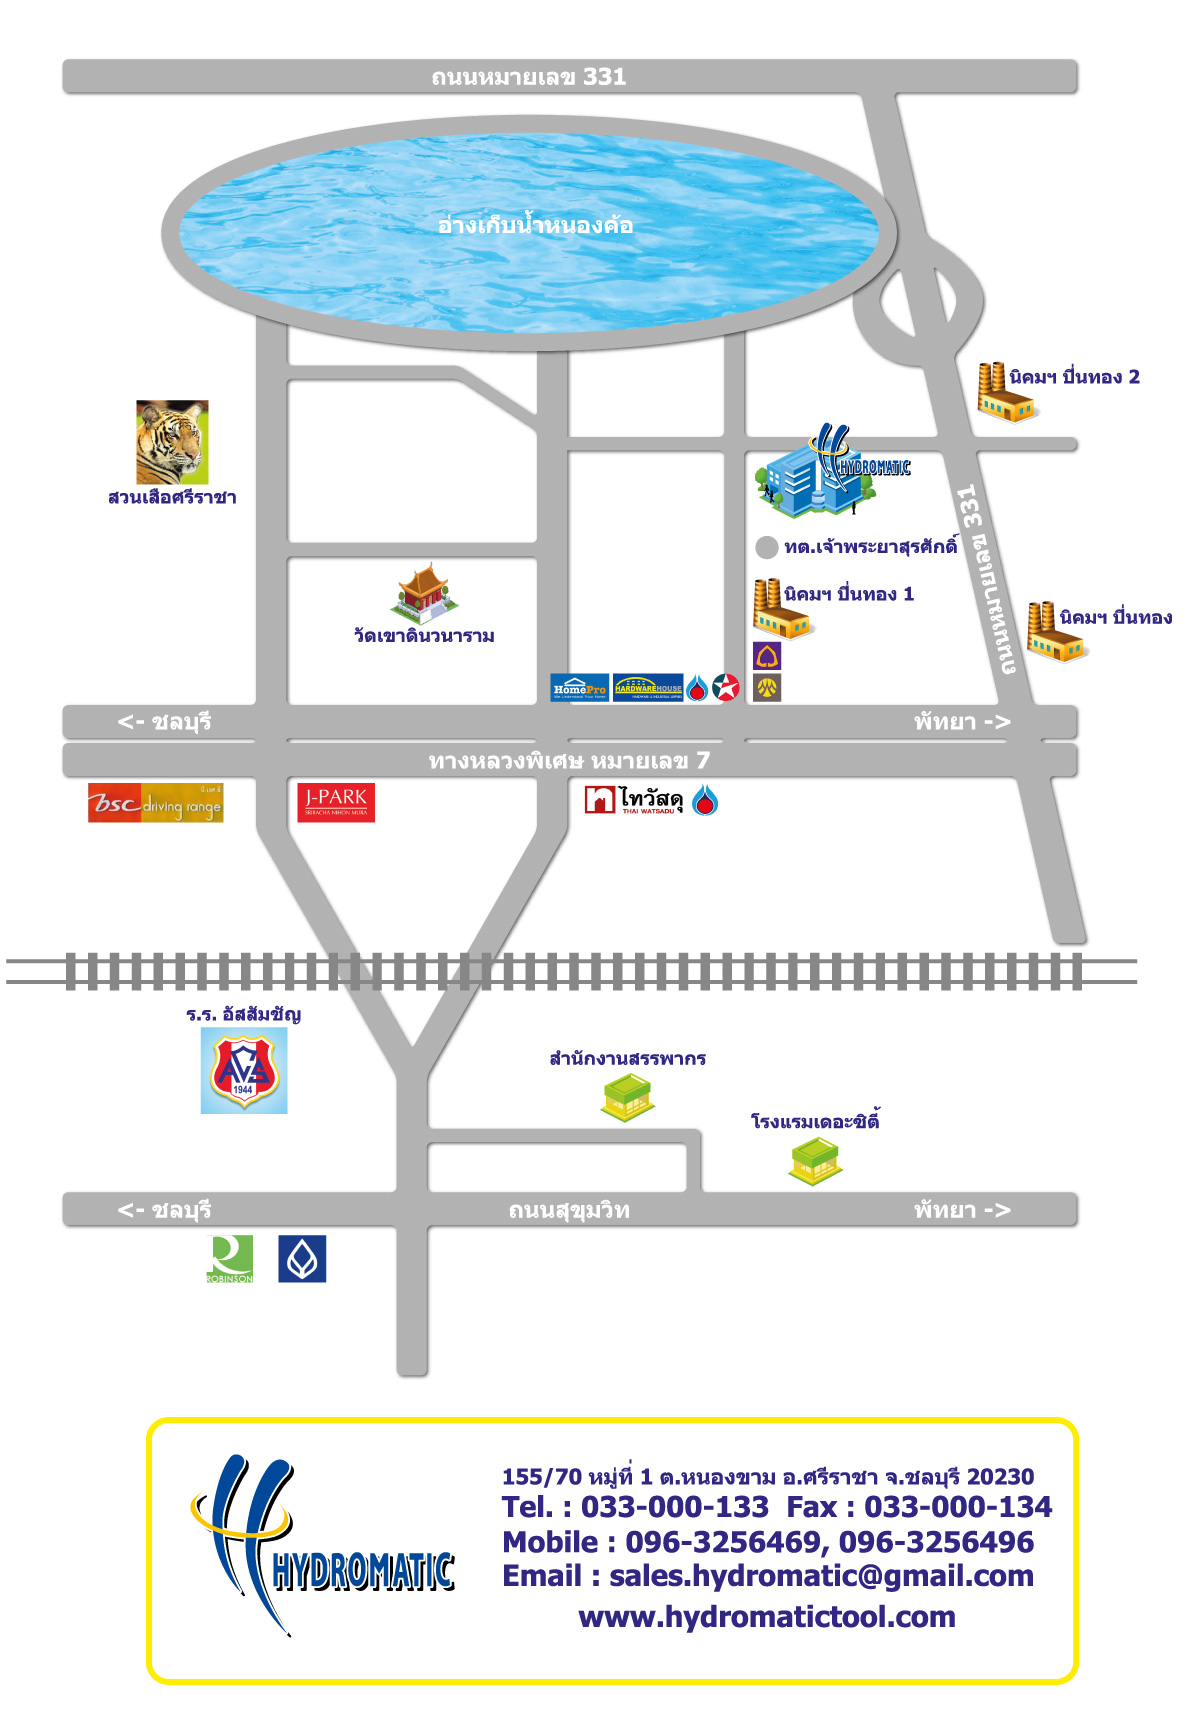 ถนนหมายเลข 331
อ่างเก็บน้ำหนองค้อ
นิคมฯ ปิ่นทอง 2
HYDROMATIC
สวนเสือศรีราชา
ถนนหมายเลข 331
ทต.เจ้าพระยาสุรศักดิ์
นิคมฯ ปิ่นทอง 1
นิคมฯ ปิ่นทอง
วัดเขาดินวนาราม
HomePro
HARDWAREHOUSE
<- ชลบุรี
พัทยา ->
ทางหลวงพิเศษ หมายเลข 7
บี.เอส.ซี
bsc driving range
J-PARK
SRIRACHA NIHON MURA
ไทวัสดุ
THAI WATSADU
ร.ร. อัสสัมชัญ
ACS
1944
สำนักงานสรรพากร
โรงแรมเดอะซิตี้
<- ชลบุรี
ถนนสุขุมวิท
พัทยา ->
R
ROBINSON
HYDROMATIC
155/70 หมู่ที่ 1 ต.หนองขาม อ.ศรีราชา จ.ชลบุรี 20230
Tel. : 033-000-133 Fax : 033-000-134
Mobile : 096-3256469, 096-3256496
Email : sales.hydromatic@gmail.com
www.hydromatictool.com